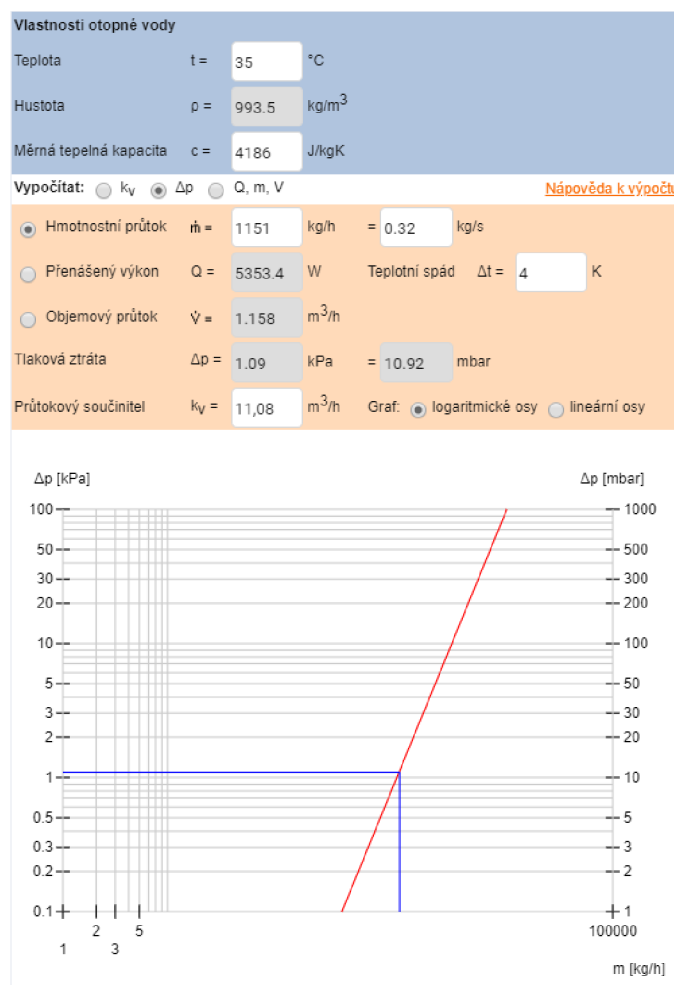 Vlastnosti otopné vody
Teplota t = 35 °C
Hustota ρ = 993.5 kg/m3
Měrná tepelná kapacita c = 4186 J/kgK
Vypočítat: kv Δp Q, m, V Nápověda k výpočtu
Hmotnostní průtok ṁ = 1151 kg/h = 0.32 kg/s
Přenášený výkon Q = 5353.4 W Teplotní spád Δt = 4 K
Objemový průtok V̇ = 1.158 m3/h
Tlaková ztráta Δp = 1.09 kPa = 10.92 mbar
Průtokový součinitel kv = 11,08 m3/h Graf: logaritmické osy lineární osy
Δp [kPa] Δp [mbar]
100 1000
50 500
30 300
20 200
10 100
5 50
3 30
2 20
1 10
0.5 5
0.3 3
0.2 2
0.1 1
2 5 100000
1 3
m [kg/h]